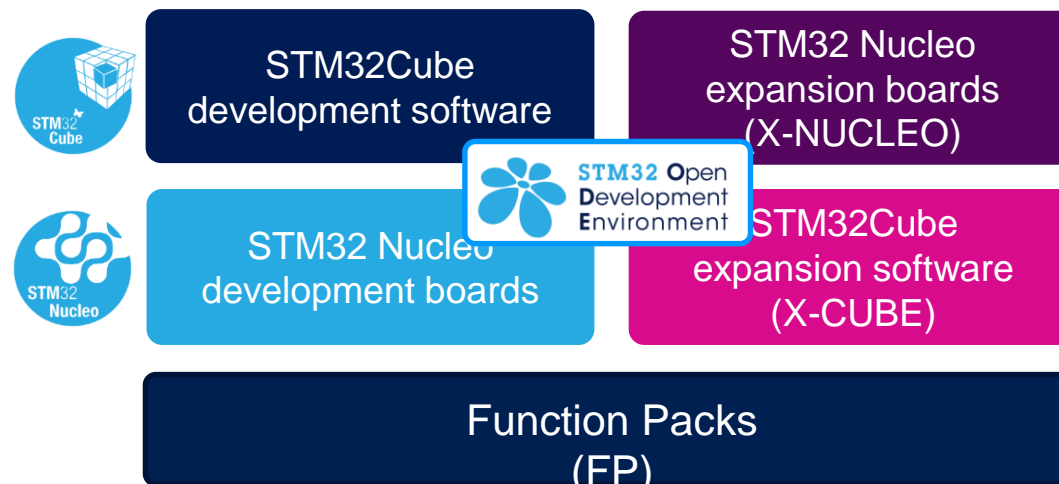 STM32
Cube
STM32Cube
development software
STM32 Nucleo
expansion boards
(X-NUCLEO)
STM32 Open
Development
Environment
STM32
Nucleo
STM32 Nucleo
development boards
STM32Cube
expansion software
(X-CUBE)
Function Packs
(FP)